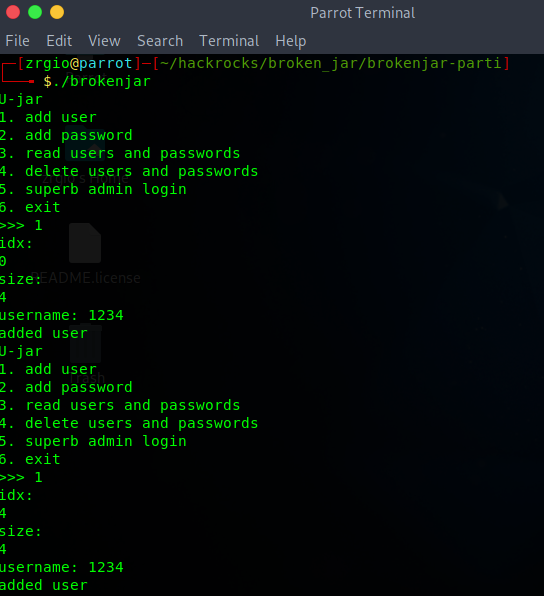 Parrot Terminal
File Edit View Search Terminal Help
┌─[zrgio@parrot]─[~/hackrocks/broken_jar/brokenjar-parti]
└──╼ $./brokenjar
U-jar
1. add user
2. add password
3. read users and passwords
4. delete users and passwords
5. superb admin login
6. exit
>>> 1
idx:
0
README.license
size:
4
username: 1234
added user
U-jar
1. add user
Trash
2. add password
3. read users and passwords
4. delete users and passwords
5. superb admin login
6. exit
>>> 1
idx:
4
size:
4
username: 1234
added user